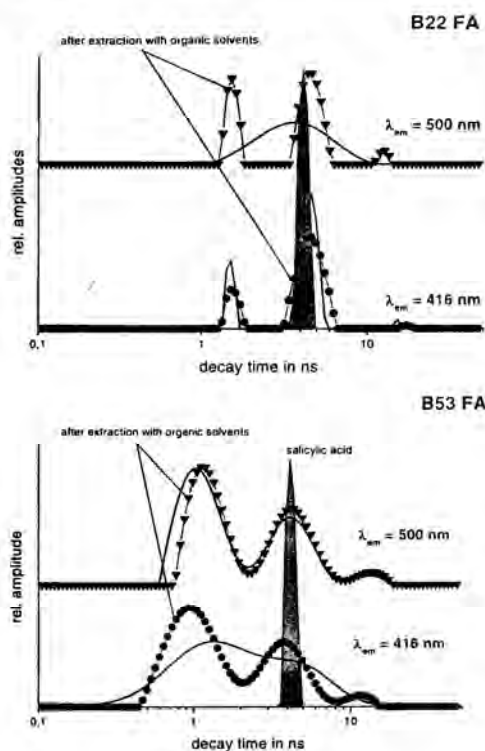 B22 FA
after extraction with organic solvents
λem = 500 nm
rel. amplitudes
λem = 416 nm
0,1 1 10
decay time in ns
B53 FA
after extraction with orgenic solvents
salicylic acid
λem = 500 nm
rel. amplitude
λem = 416 nm
0,1 1 10
decay time in ns